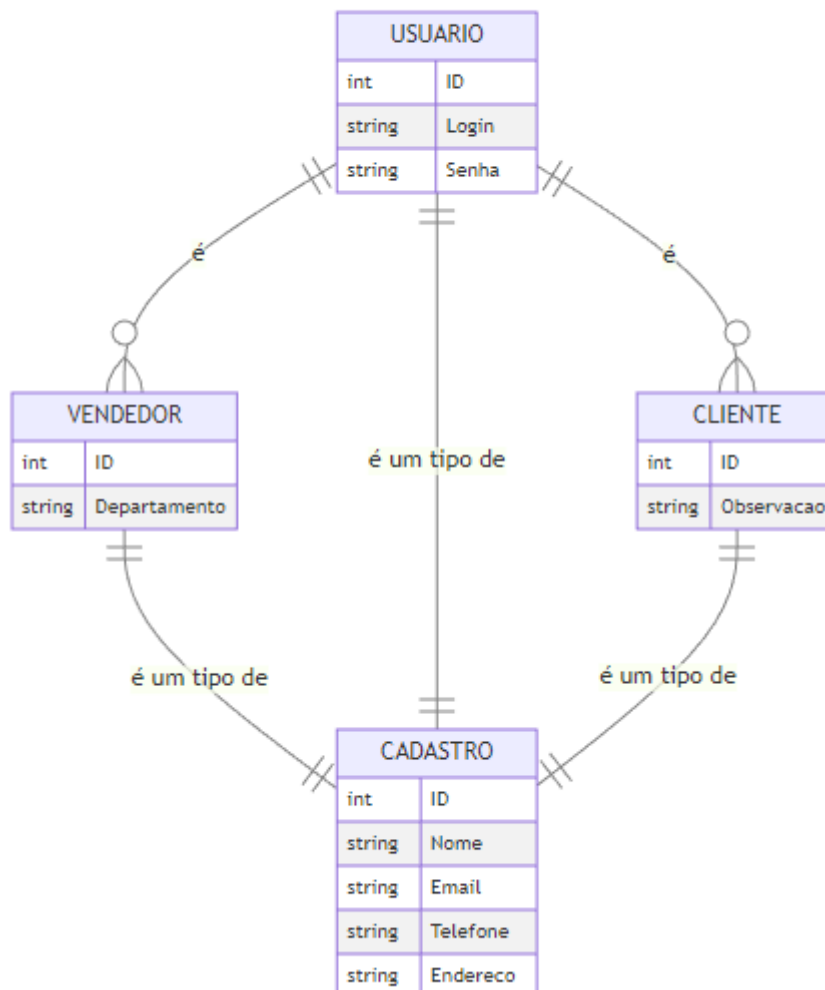 USUARIO
int ID
string Login
string Senha
é
é
VENDEDOR
int ID
string Departamento
CLIENTE
int ID
string Observacao
é um tipo de
é um tipo de
é um tipo de
CADASTRO
int ID
string Nome
string Email
string Telefone
string Endereco